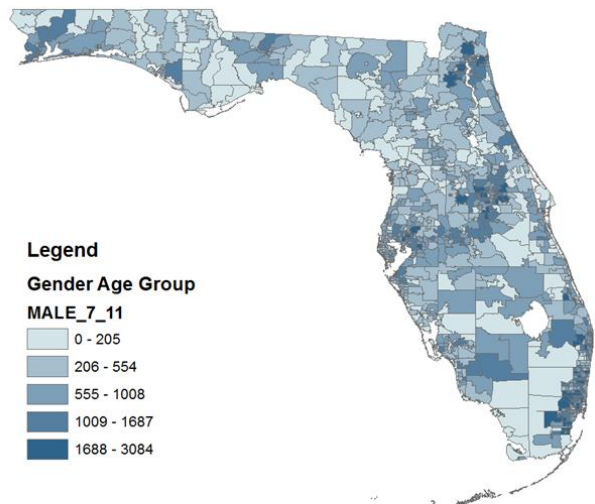 Legend
Gender Age Group
MALE_7_11
0 - 205
206 - 554
555 - 1008
1009 - 1687
1688 - 3084